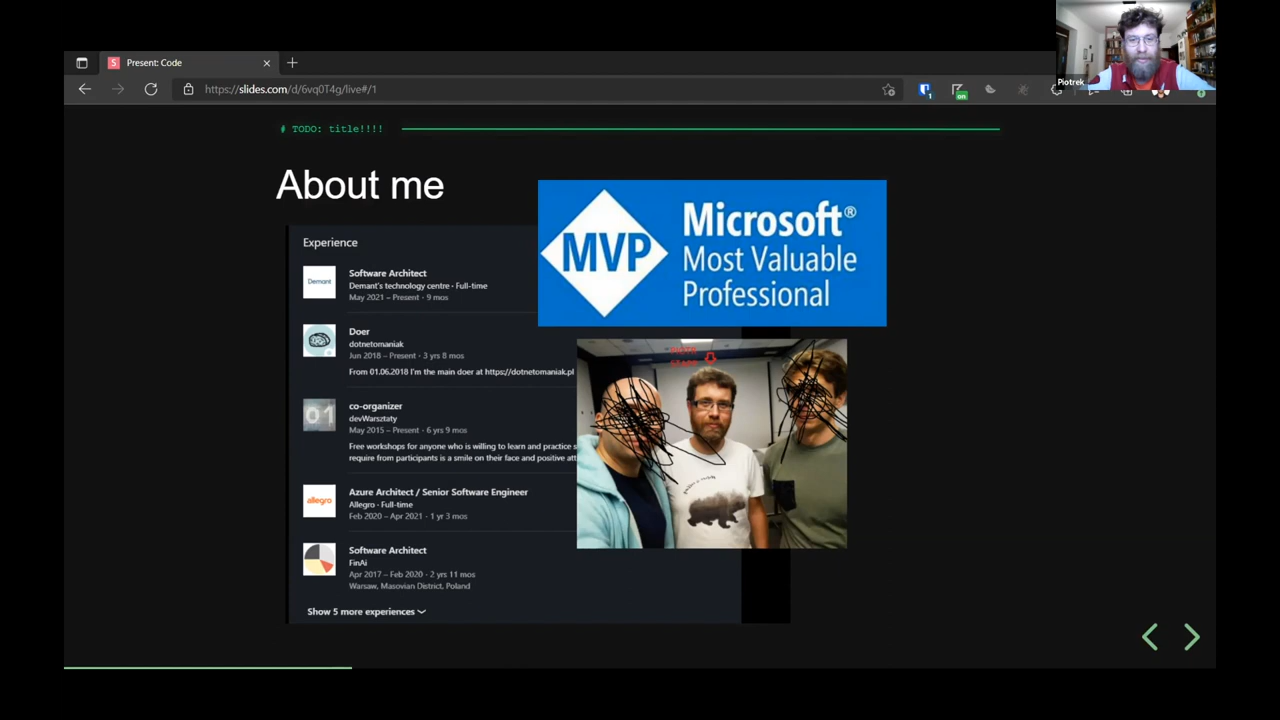 Present: Code
https://slides.com/d/6vq0T4g/live#/1
Piotrek
1
on
# TODO: title!!!!
About me
MVP
Microsoft®
Most Valuable
Professional
Experience
Demant
Software Architect
Demant's technology centre · Full-time
May 2021 – Present · 9 mos
Doer
dotnetomaniak
Jun 2018 – Present · 3 yrs 8 mos
From 01.06.2018 I'm the main doer at https://dotnetomaniak.pl
01
co-organizer
devWarsztaty
May 2015 – Present · 6 yrs 9 mos
Free workshops for anyone who is willing to learn and practice s
require from participants is a smile on their face and positive att
allegro
Azure Architect / Senior Software Engineer
Allegro · Full-time
Feb 2020 – Apr 2021 · 1 yr 3 mos
Software Architect
FinAi
Apr 2017 – Feb 2020 · 2 yrs 11 mos
Warsaw, Masovian District, Poland
Show 5 more experiences